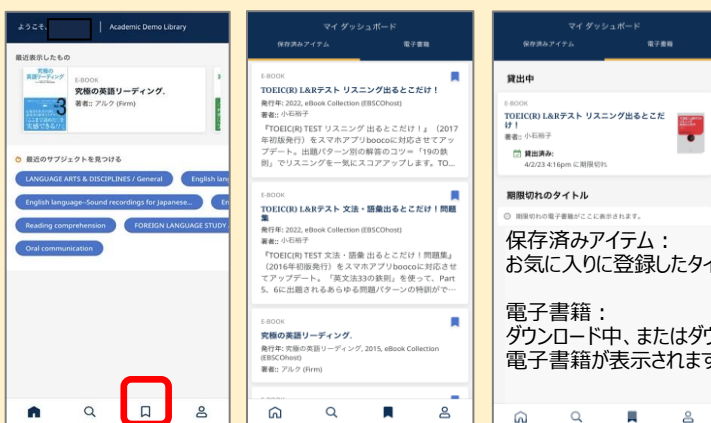 ようこそ,
Academic Demo Library
最近表示したもの
E-BOOK
究極の英語リーディング.
著者:: アルク (Firm)
究極の
英語リーディング
3
最近のサブジェクトを見つける
LANGUAGE ARTS & DISCIPLINES / General
English lang
English language--Sound recordings for Japanese...
En
Reading comprehension
FOREIGN LANGUAGE STUDY
Oral communication
マイ ダッシュボード
保存済みアイテム
電子書籍
E-BOOK
TOEIC(R) L&Rテスト リスニング出るとこだけ！
発行年: 2022, eBook Collection (EBSCOhost)
著者:: 小石裕子
『TOEIC(R) TEST リスニング 出るとこだけ！』（2017
年初版発行）をスマホアプリboocoに対応させてアッ
プデート。出題パターン別の解答のコツ＝「19の鉄
則」でリスニングを一気にスコアアップします。TO...
E-BOOK
TOEIC(R) L&Rテスト 文法・語彙出るとこだけ！問題
集
発行年: 2022, eBook Collection (EBSCOhost)
著者:: 小石裕子
『TOEIC(R) TEST 文法・語彙 出るとこだけ！問題集』
（2016年初版発行）をスマホアプリboocoに対応させ
てアップデート。「英文法33の鉄則」を使って、Part
5、6に出題されるあらゆる問題パターンの特訓がで…
E-BOOK
究極の英語リーディング.
発行年: 究極の英語リーディング, 2015, eBook Collection
(EBSCOhost)
著者:: アルク (Firm)
マイ ダッシュボード
保存済みアイテム
電子書籍
貸出中
E-BOOK
TOEIC(R) L&Rテスト リスニング出るとこだ
け！
著者:: 小石裕子
貸出済み:
4/2/23 4:16pm に期限切れ
期限切れのタイトル
期限切れの電子書籍がここに表示されます。
保存済みアイテム：
お気に入りに登録したタイ
電子書籍：
ダウンロード中、またはダウ
電子書籍が表示されます